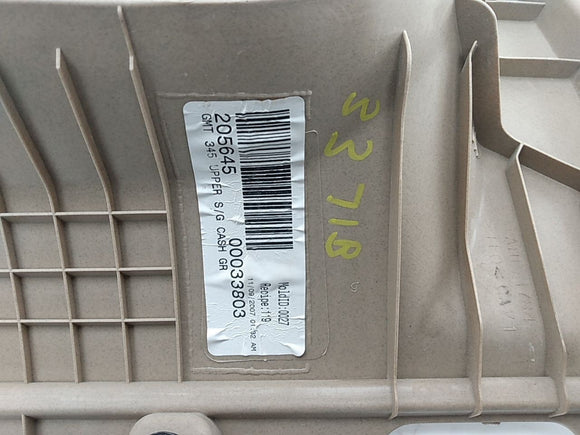 205645
00033803
GMT 345 UPPER S/G CASH GR
MoldID:0027
Recipe:119
33718